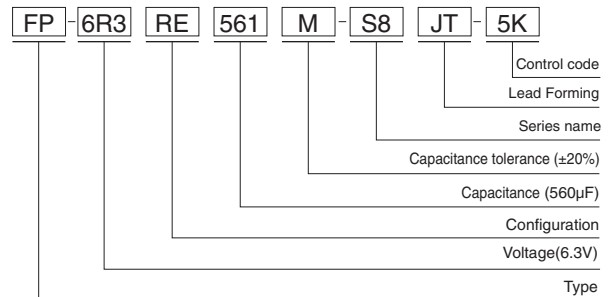 FP-6R3 RE 561 M-S8 JT-5K
Control code
Lead Forming
Series name
Capacitance tolerance (±20%)
Capacitance (560µF)
Configuration
Voltage(6.3V)
Type